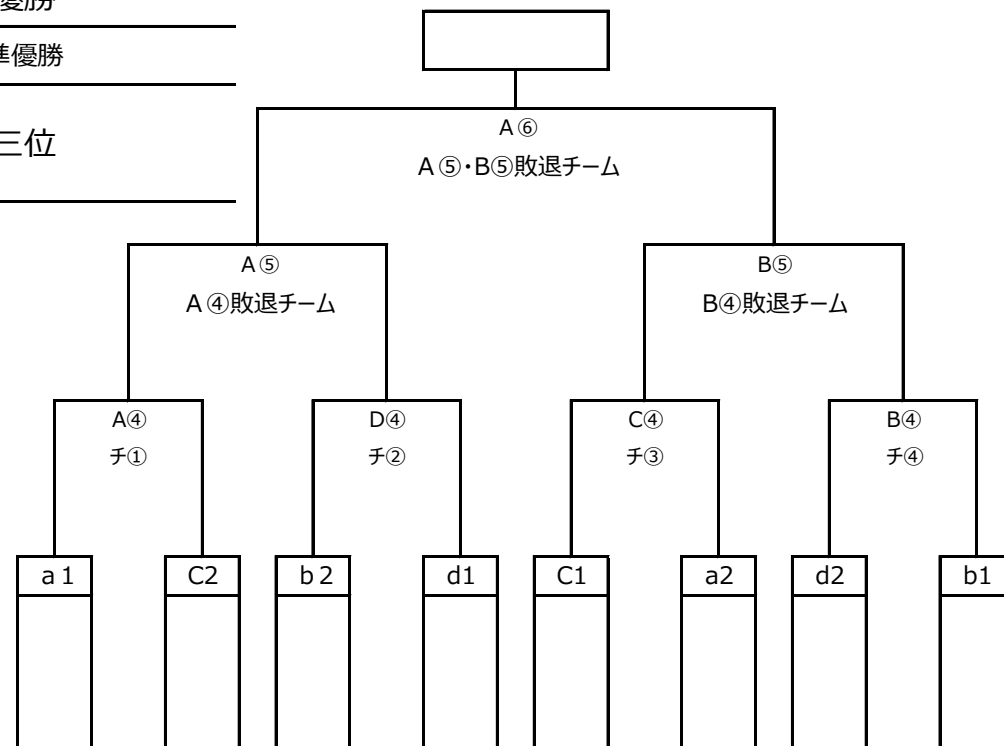 優勝
準優勝
三位
A⑥
A⑤・B⑤敗退チーム
A⑤
A④敗退チーム
B⑤
B④敗退チーム
A④
チ①
D④
チ②
C④
チ③
B④
チ④
a1
C2
b2
d1
C1
a2
d2
b1